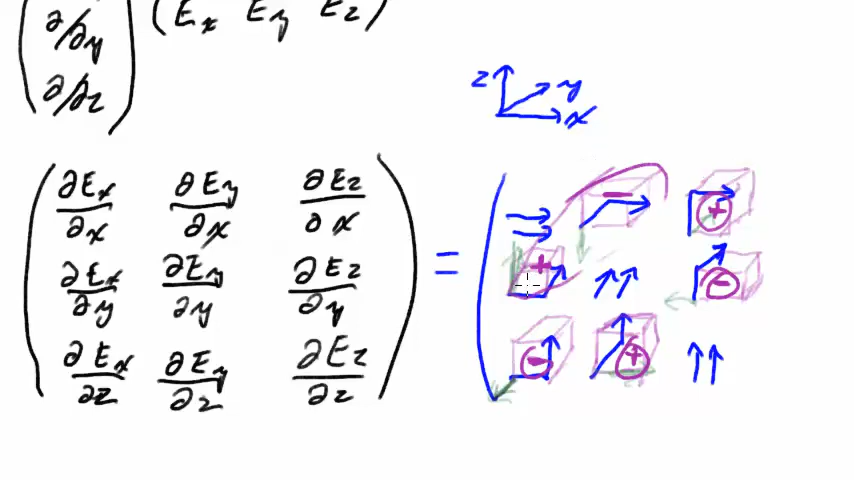 ∂/∂y (Ex Ey Ez)
∂/∂z
z y x
∂Ex/∂x ∂Ey/∂x ∂Ez/∂x
∂Ex/∂y ∂Ey/∂y ∂Ez/∂y =
∂Ex/∂z ∂Ey/∂z ∂Ez/∂z
− +
+ −
− +